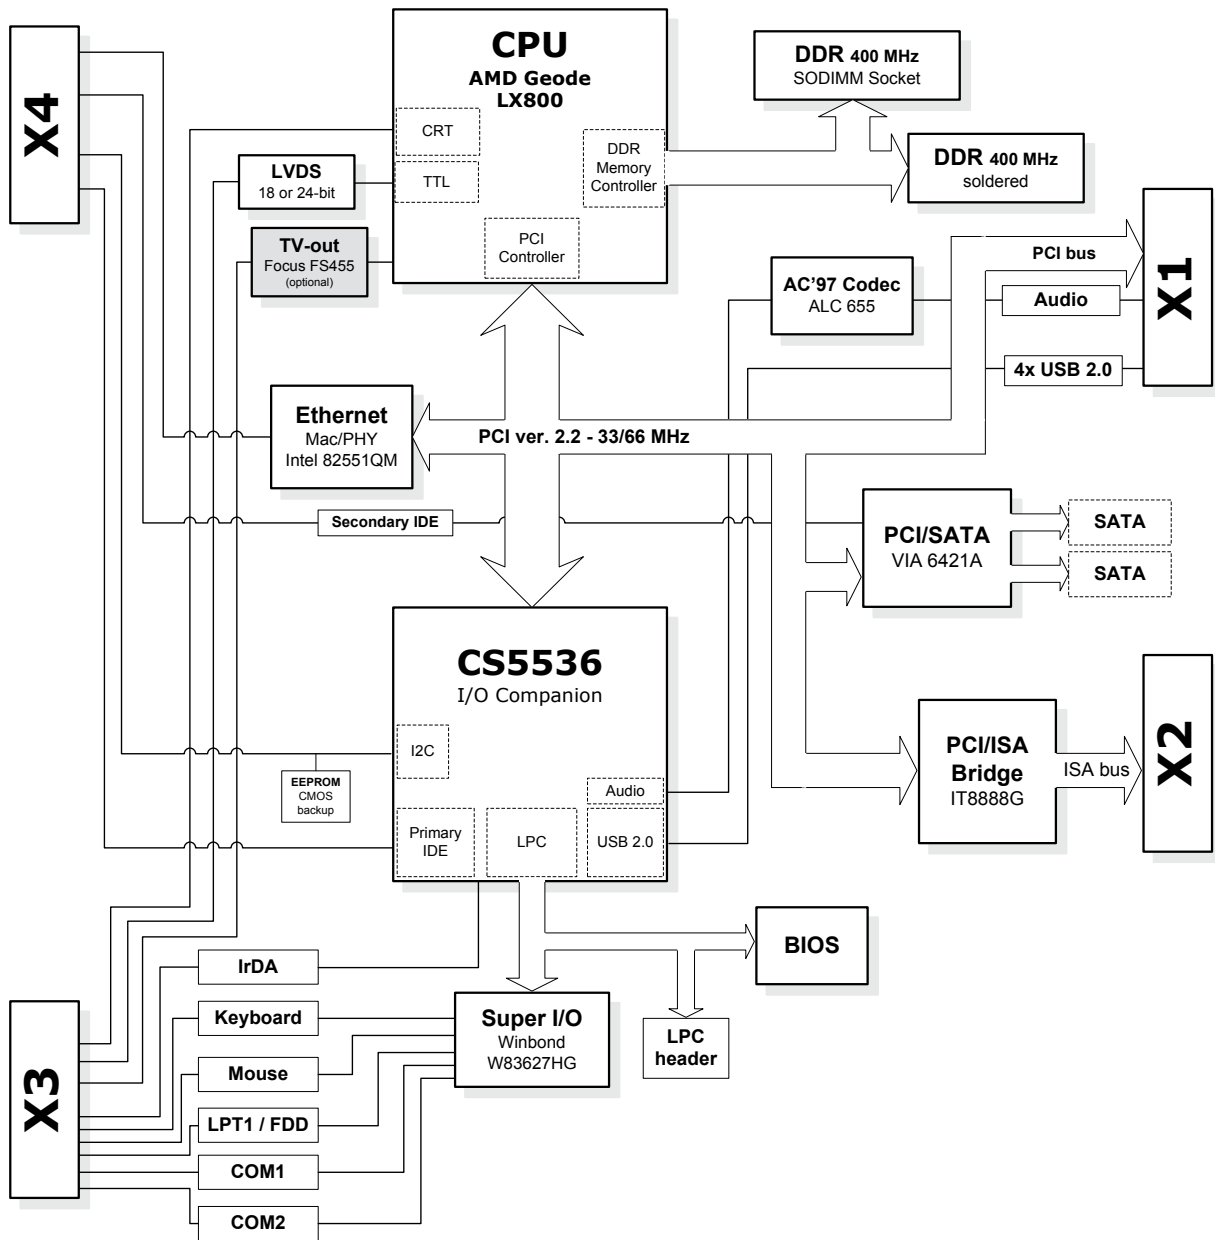 X4
CPU
AMD Geode
LX800
CRT
TTL
DDR
Memory
Controller
PCI
Controller
DDR 400 MHz
SODIMM Socket
DDR 400 MHz
soldered
LVDS
18 or 24-bit
TV-out
Focus FS455
(optional)
AC'97 Codec
ALC 655
PCI bus
Audio
4x USB 2.0
X1
Ethernet
Mac/PHY
Intel 82551QM
PCI ver. 2.2 - 33/66 MHz
Secondary IDE
PCI/SATA
VIA 6421A
SATA
SATA
CS5536
I/O Companion
I2C
EEPROM
CMOS
backup
Audio
Primary
IDE
LPC
USB 2.0
PCI/ISA
Bridge
IT8888G
ISA bus
X2
BIOS
IrDA
Keyboard
Mouse
LPT1 / FDD
COM1
COM2
X3
Super I/O
Winbond
W83627HG
LPC
header